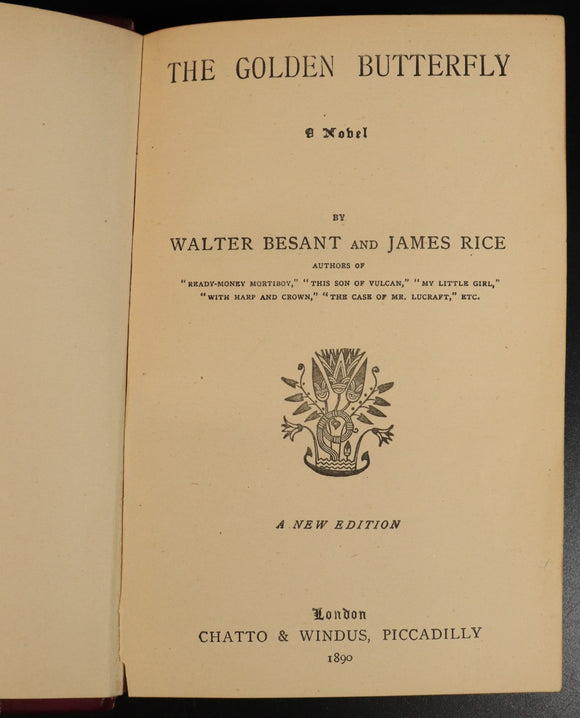 THE GOLDEN BUTTERFLY
A Novel
BY
WALTER BESANT AND JAMES RICE
AUTHORS OF
"READY-MONEY MORTIBOY," "THIS SON OF VULCAN," "MY LITTLE GIRL,"
"WITH HARP AND CROWN," "THE CASE OF MR. LUCRAFT," ETC.
A NEW EDITION
London
CHATTO & WINDUS, PICCADILLY
1890